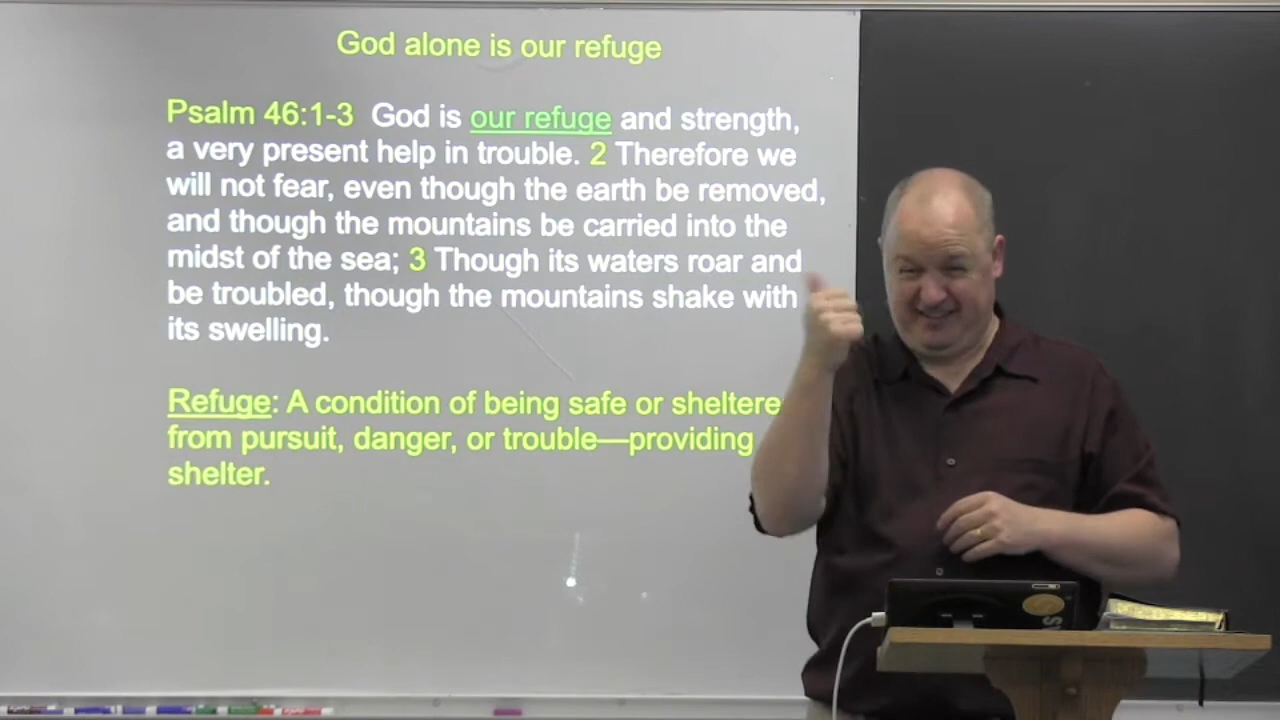 God alone is our refuge
Psalm 46:1-3 God is our refuge and strength,
a very present help in trouble. 2 Therefore we
will not fear, even though the earth be removed,
and though the mountains be carried into the
midst of the sea; 3 Though its waters roar and
be troubled, though the mountains shake with
its swelling.
Refuge: A condition of being safe or sheltere
from pursuit, danger, or trouble—providing
shelter.